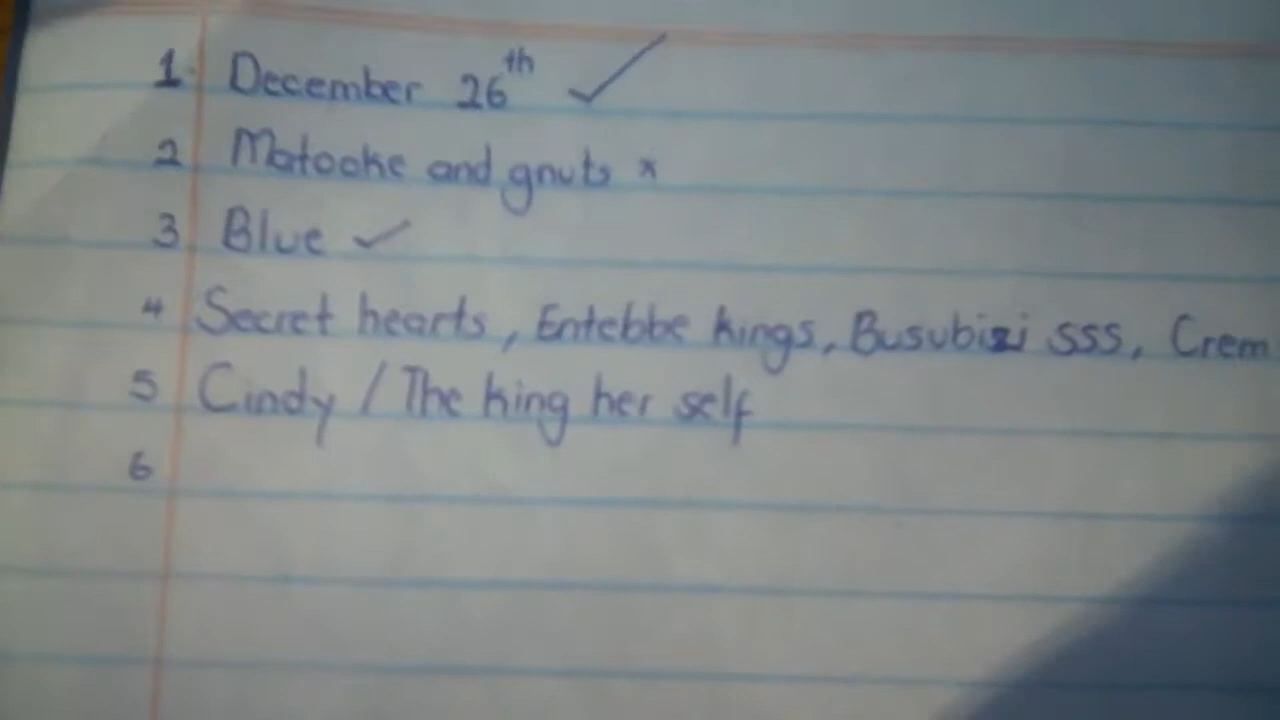 1. December 26th ✓
2 Matooke and gnuts x
3 Blue ✓
4 Secret hearts, Entebbe kings, Busubizi SSS, Crem
5 Cindy / The king her self
6